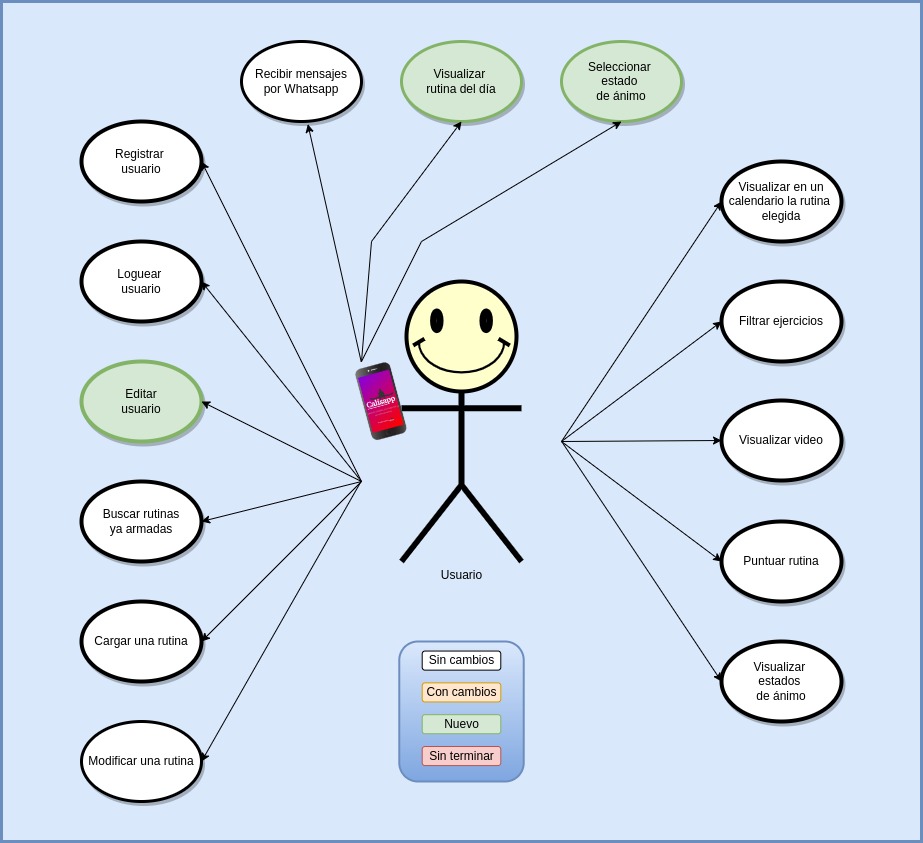 Recibir mensajes
por Whatsapp
Visualizar
rutina del día
Seleccionar
estado
de ánimo
Registrar
usuario
Loguear
usuario
Editar
usuario
Buscar rutinas
ya armadas
Cargar una rutina
Modificar una rutina
Calisapp
Usuario
Visualizar en un
calendario la rutina
elegida
Filtrar ejercicios
Visualizar video
Puntuar rutina
Visualizar
estados
de ánimo
Sin cambios
Con cambios
Nuevo
Sin terminar